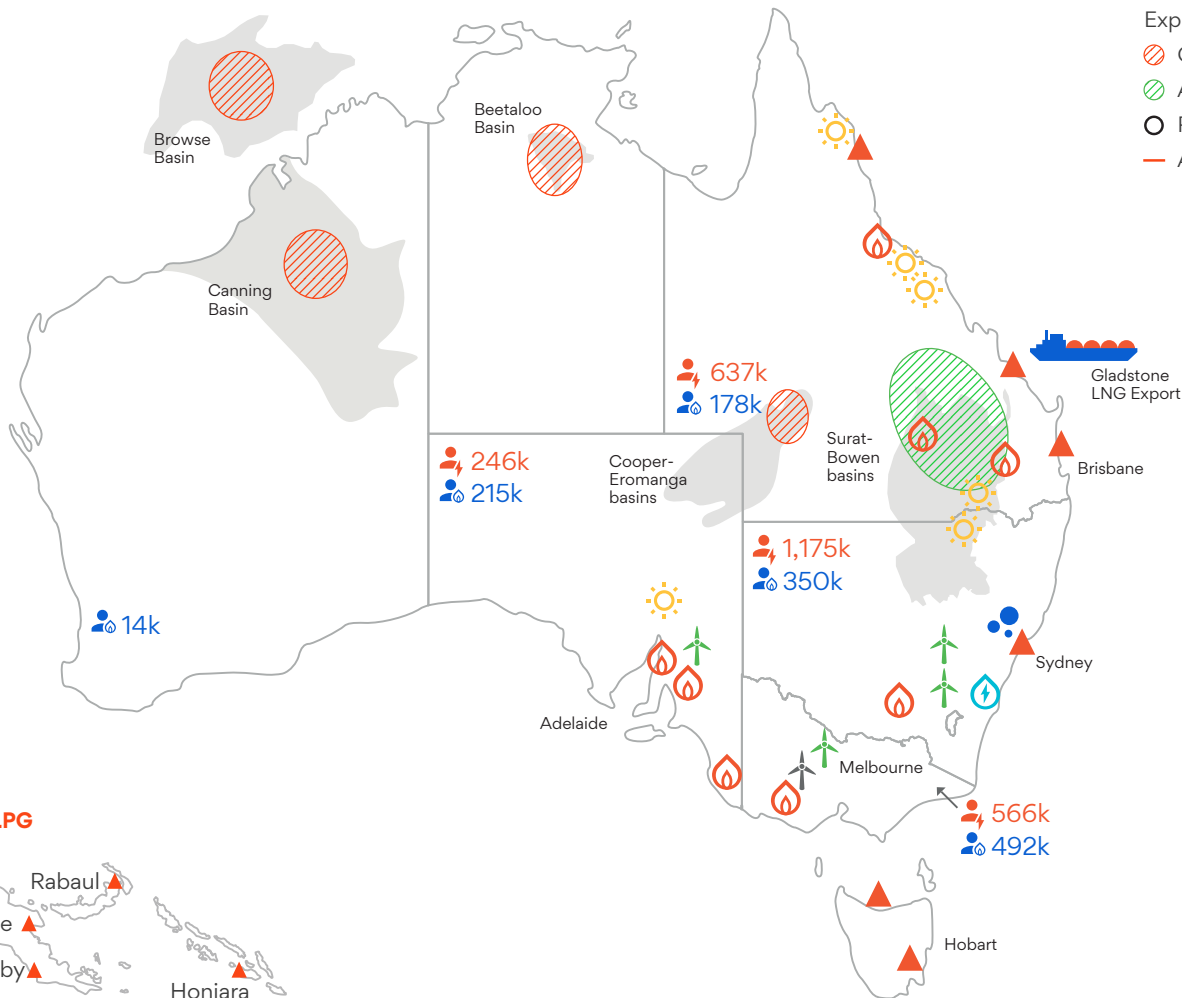 Browse
Basin
Beetaloo
Basin
Canning
Basin
637k
178k
Gladstone
LNG Export
246k
215k
Cooper-
Eromanga
basins
Surat-
Bowen
basins
Brisbane
1,175k
350k
14k
Sydney
Adelaide
Melbourne
566k
492k
Rabaul
Honiara
Hobart